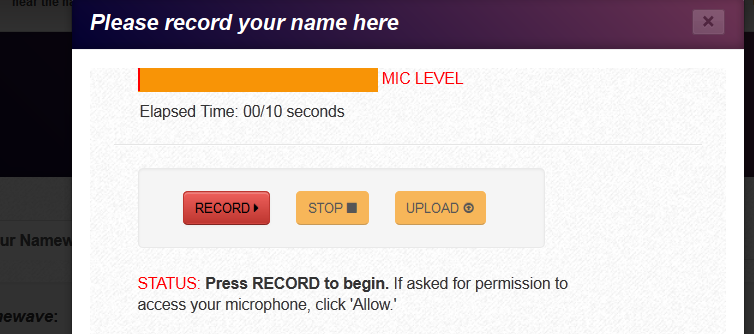 hear the na
Please record your name here
×
MIC LEVEL
Elapsed Time: 00/10 seconds
RECORD
STOP
UPLOAD
ur Namew
STATUS: Press RECORD to begin. If asked for permission to
access your microphone, click 'Allow.'
newave: